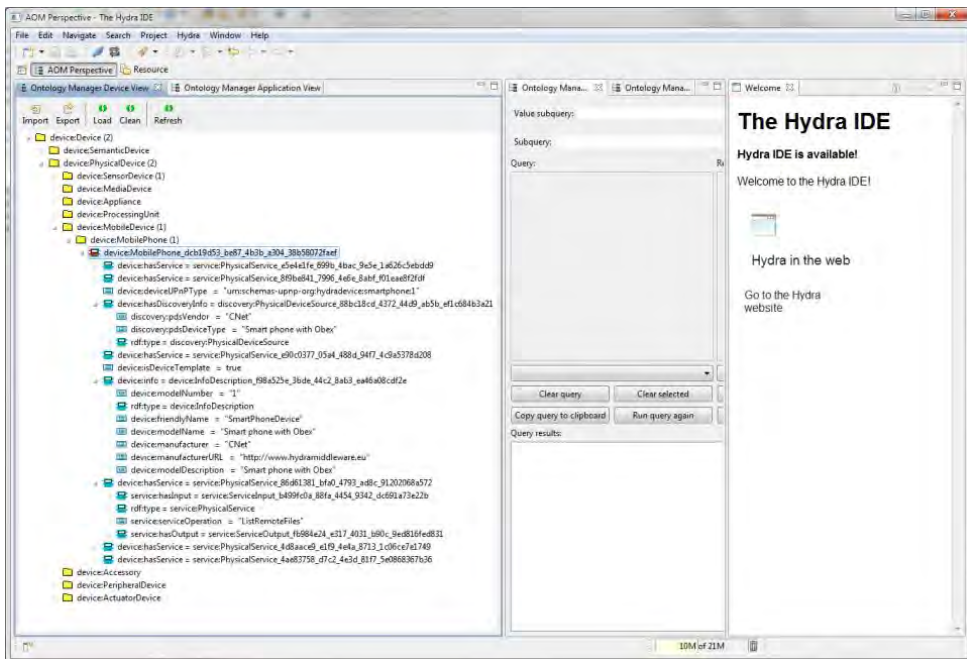 AOM Perspective - The Hydra IDE
File Edit Navigate Search Project Hydra Window Help
AOM Perspective Resource
Ontology Manager Device View Ontology Manager Application View
Import Export Load Clean Refresh
device:Device (2)
device:SemanticDevice
device:PhysicalDevice (2)
device:SensorDevice (1)
device:MediaDevice
device:Appliance
device:ProcessingUnit
device:MobileDevice (1)
device:MobilePhone (1)
device:MobilePhone_dcb19d53_be87_4b3b_a304_38b58072faef
device:hasService = service:PhysicalService_e5e4e1fe_699b_4bac_9e5e_1a626c5ebdd9
device:hasService = service:PhysicalService_8f9be841_7996_4e6e_8abf_f01eae8f2fdf
device:deviceUPnPType = "urn:schemas-upnp-org:hydradevice:smartphone:1"
device:hasDiscoveryInfo = discovery:PhysicalDeviceSource_88bc18cd_4372_44d9_ab5b_ef1c684b3a21
discovery:pdsVendor = "CNet"
discovery:pdsDeviceType = "Smart phone with Obex"
rdf:type = discovery:PhysicalDeviceSource
device:hasService = service:PhysicalService_e90c0377_05a4_488d_94f7_4c9a5378d208
device:isDeviceTemplate = true
device:info = device:InfoDescription_f98a525e_3bde_44c2_8ab3_ea46a08cdf2e
device:modelNumber = "1"
rdf:type = device:InfoDescription
device:friendlyName = "SmartPhoneDevice"
device:modelName = "Smart phone with Obex"
device:manufacturer = "CNet"
device:manufacturerURL = "http://www.hydramiddleware.eu"
device:modelDescription = "Smart phone with Obex"
device:hasService = service:PhysicalService_86d61381_bfa0_4793_ad8c_91202068a572
service:hasInput = service:ServiceInput_b499fc0a_88fa_4454_9342_dc691a73e22b
rdf:type = service:PhysicalService
service:serviceOperation = "ListRemoteFiles"
service:hasOutput = service:ServiceOutput_fb984e24_e317_4031_b90c_9ed816fed831
device:hasService = service:PhysicalService_4d8aace9_e1f9_4e4a_8713_1c06ce7e1749
device:hasService = service:PhysicalService_4ae83758_d7c2_4e3d_81f7_5e0868367b36
device:Accessory
device:PeripheralDevice
device:ActuatorDevice
Ontology Mana... Ontology Mana...
Value subquery:
Subquery:
Query: Re
Clear query Clear selected
Copy query to clipboard Run query again
Query results:
Welcome
The Hydra IDE
Hydra IDE is available!
Welcome to the Hydra IDE!
Hydra in the web
Go to the Hydra
website
10M of 21M